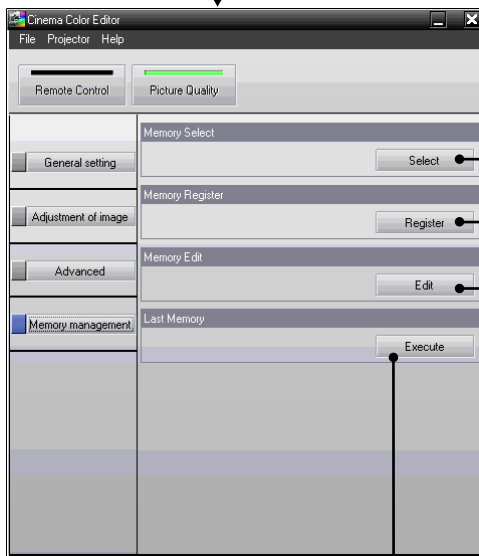 Cinema Color Editor
File Projector Help
Remote Control Picture Quality
Memory Select
General setting
Select
Memory Register
Adjustment of image
Register
Memory Edit
Advanced
Edit
Last Memory
Memory management
Execute